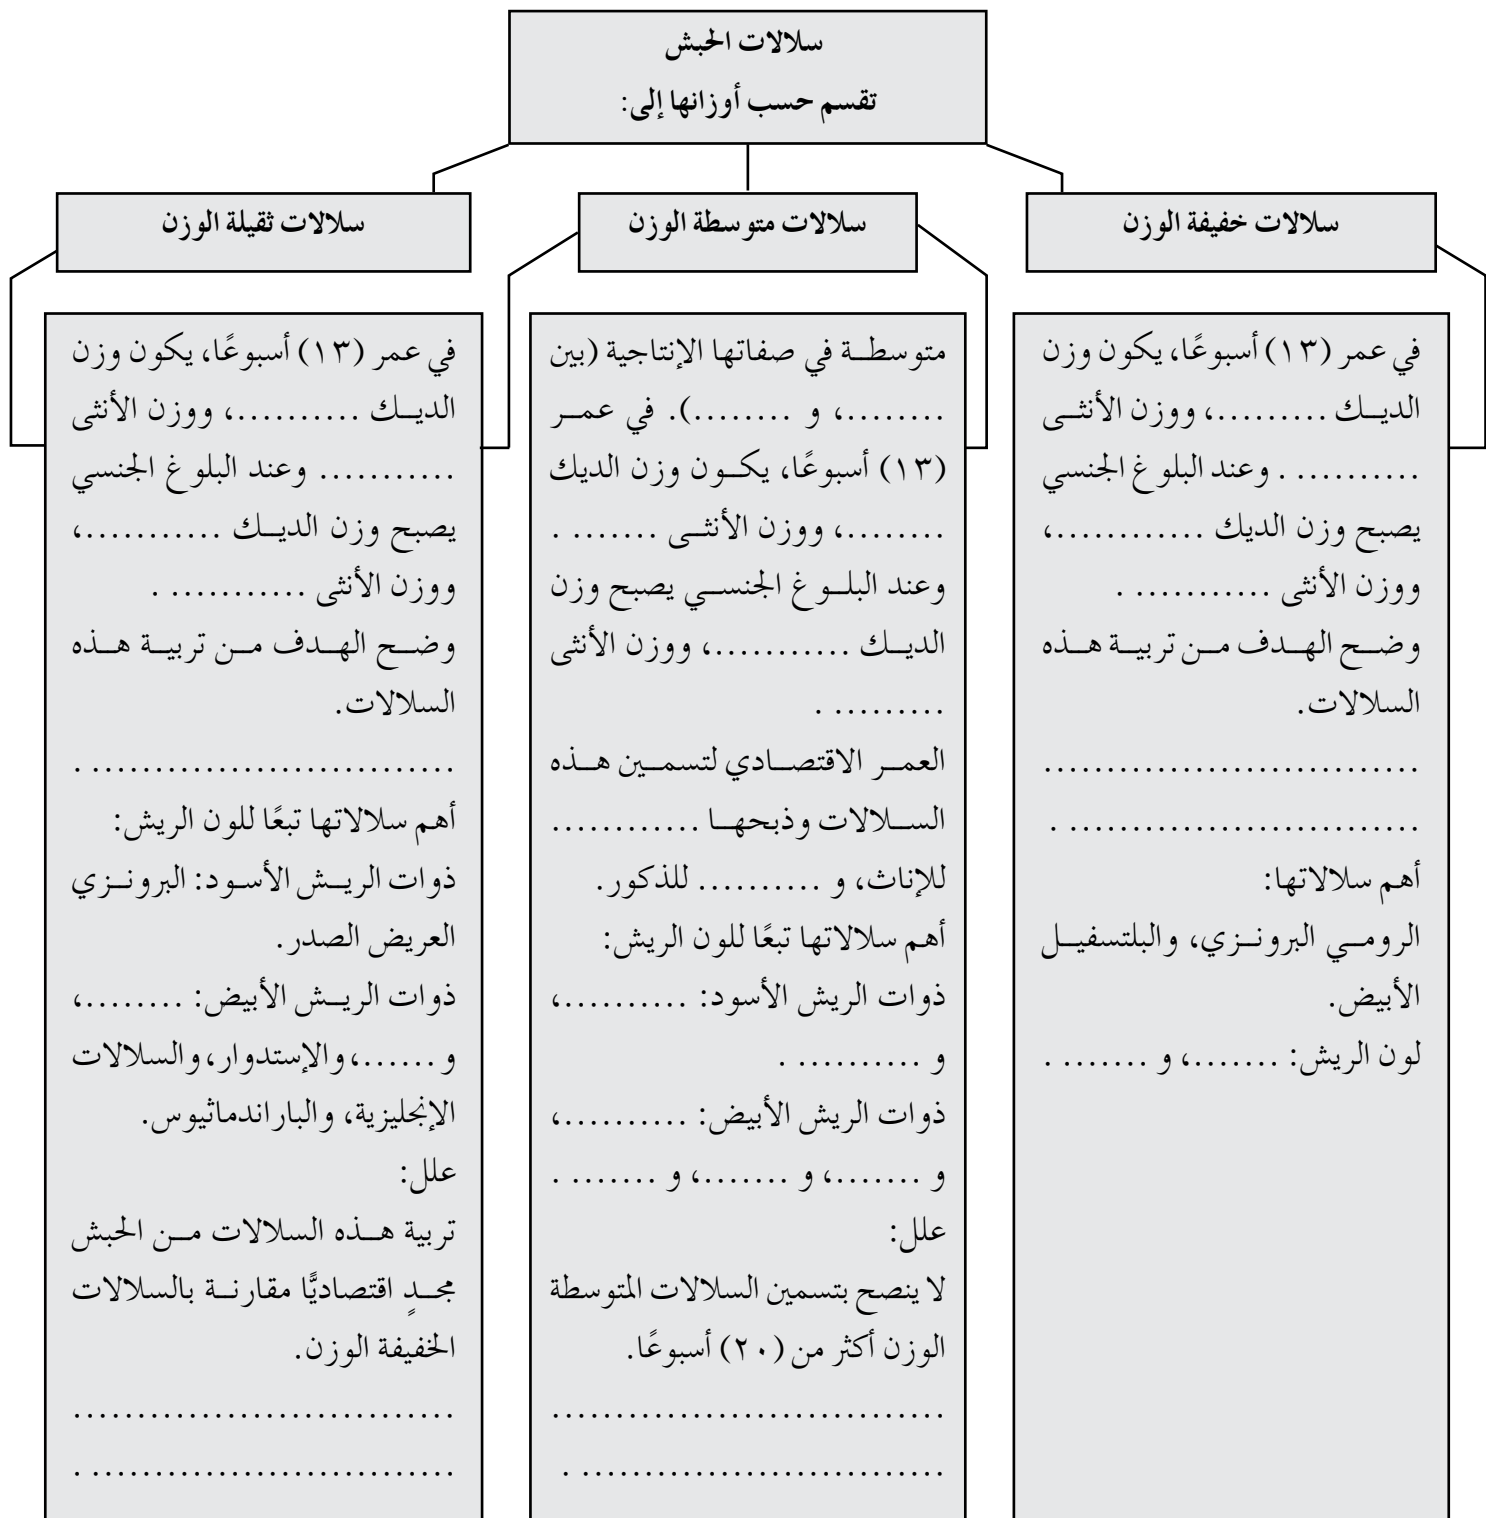 سلالات الحبش
تقسم حسب أوزانها إلى:
سلالات خفيفة الوزن
سلالات متوسطة الوزن
سلالات ثقيلة الوزن
في عمر (١٣) أسبوعًا، يكون وزن
الديك .........، ووزن الأنثى
........... . وعند البلوغ الجنسي
يصبح وزن الديك ............،
ووزن الأنثى ........... .
وضح الهدف من تربية هذه
السلالات.
..............................
............................ .
أهم سلالاتها:
الرومي البرونزي، والبلتسفيل
الأبيض.
لون الريش: .......، و ....... .
متوسطة في صفاتها الإنتاجية (بين
........، و ........). في عمر
(١٣) أسبوعًا، يكون وزن الديك
........، ووزن الأنثى ....... .
وعند البلوغ الجنسي يصبح وزن
الديك ...........، ووزن الأنثى
......... .
العمر الاقتصادي لتسمين هذه
السلالات وذبحها ............
للإناث، و .......... للذكور.
أهم سلالاتها تبعًا للون الريش:
ذوات الريش الأسود: ..........،
و .......... .
ذوات الريش الأبيض: ..........،
و .......، و .......، و ....... .
علل:
لا ينصح بتسمين السلالات المتوسطة
الوزن أكثر من (٢٠) أسبوعًا.
...............................
............................. .
في عمر (١٣) أسبوعًا، يكون وزن
الديك ..........، ووزن الأنثى
........... وعند البلوغ الجنسي
يصبح وزن الديك ...........،
ووزن الأنثى ........... .
وضح الهدف من تربية هذه
السلالات.
............................. .
أهم سلالاتها تبعًا للون الريش:
ذوات الريش الأسود: البرونزي
العريض الصدر.
ذوات الريش الأبيض: ........،
و ......، والإستدوار، والسلالات
الإنجليزية، والباراندماثيوس.
علل:
تربية هذه السلالات من الحبش
مجدٍ اقتصاديًّا مقارنة بالسلالات
الخفيفة الوزن.
..............................
............................. .